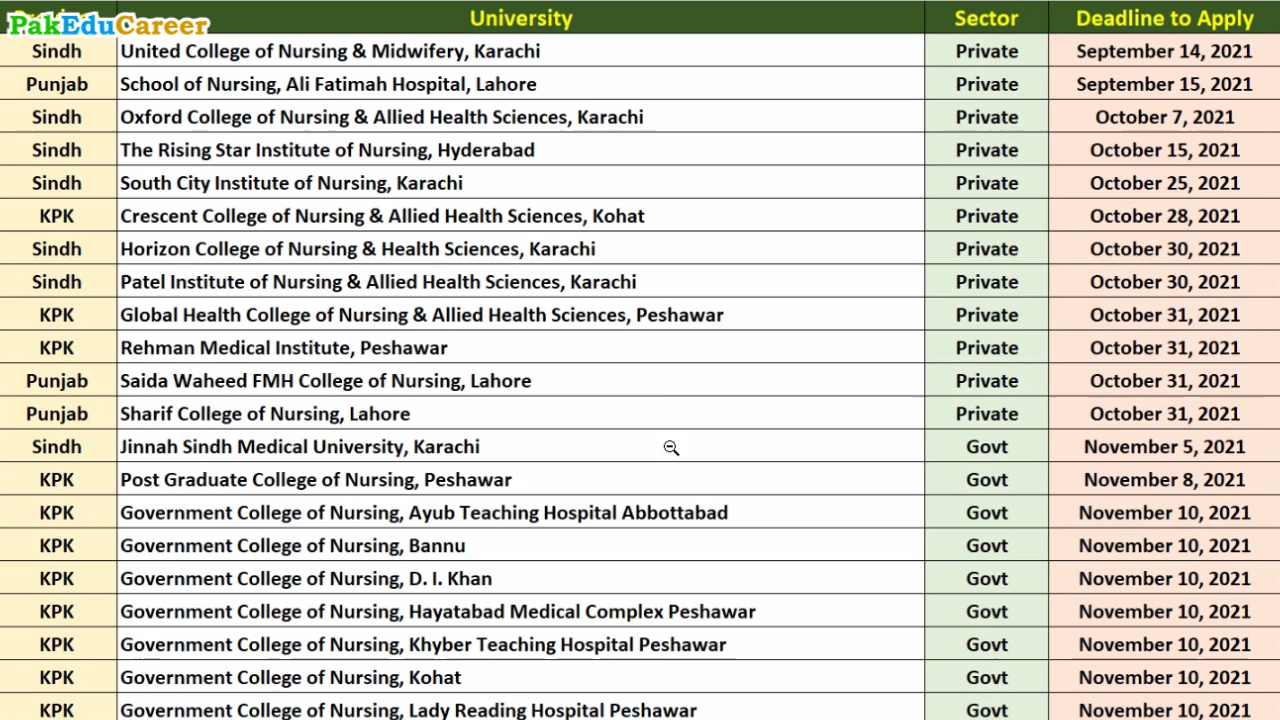 PakEduCareer University Sector Deadline to Apply
Sindh United College of Nursing & Midwifery, Karachi Private September 14, 2021
Punjab School of Nursing, Ali Fatimah Hospital, Lahore Private September 15, 2021
Sindh Oxford College of Nursing & Allied Health Sciences, Karachi Private October 7, 2021
Sindh The Rising Star Institute of Nursing, Hyderabad Private October 15, 2021
Sindh South City Institute of Nursing, Karachi Private October 25, 2021
KPK Crescent College of Nursing & Allied Health Sciences, Kohat Private October 28, 2021
Sindh Horizon College of Nursing & Health Sciences, Karachi Private October 30, 2021
Sindh Patel Institute of Nursing & Allied Health Sciences, Karachi Private October 30, 2021
KPK Global Health College of Nursing & Allied Health Sciences, Peshawar Private October 31, 2021
KPK Rehman Medical Institute, Peshawar Private October 31, 2021
Punjab Saida Waheed FMH College of Nursing, Lahore Private October 31, 2021
Punjab Sharif College of Nursing, Lahore Private October 31, 2021
Sindh Jinnah Sindh Medical University, Karachi Govt November 5, 2021
KPK Post Graduate College of Nursing, Peshawar Govt November 8, 2021
KPK Government College of Nursing, Ayub Teaching Hospital Abbottabad Govt November 10, 2021
KPK Government College of Nursing, Bannu Govt November 10, 2021
KPK Government College of Nursing, D. I. Khan Govt November 10, 2021
KPK Government College of Nursing, Hayatabad Medical Complex Peshawar Govt November 10, 2021
KPK Government College of Nursing, Khyber Teaching Hospital Peshawar Govt November 10, 2021
KPK Government College of Nursing, Kohat Govt November 10, 2021
KPK Government College of Nursing, Lady Reading Hospital Peshawar Govt November 10, 2021